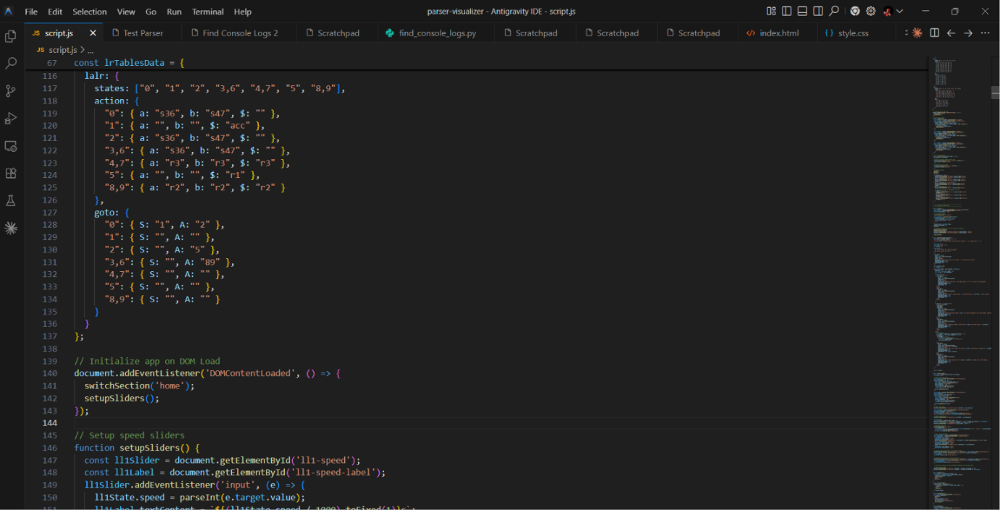 File Edit Selection View Go Run Terminal Help
parser-visualizer - Antigravity IDE - script.js
JS script.js Test Parser Find Console Logs 2 Scratchpad find_console_logs.py Scratchpad Scratchpad Scratchpad index.html style.css
JS script.js > ...
67 const lrTablesData = {
116 lalr: {
117 states: ["0", "1", "2", "3,6", "4,7", "5", "8,9"],
118 action: {
119 "0": { a: "s36", b: "s47", $: "" },
120 "1": { a: "", b: "", $: "acc" },
121 "2": { a: "s36", b: "s47", $: "" },
122 "3,6": { a: "s36", b: "s47", $: "" },
123 "4,7": { a: "r3", b: "r3", $: "r3" },
124 "5": { a: "", b: "", $: "r1" },
125 "8,9": { a: "r2", b: "r2", $: "r2" }
126 },
127 goto: {
128 "0": { S: "1", A: "2" },
129 "1": { S: "", A: "" },
130 "2": { S: "", A: "5" },
131 "3,6": { S: "", A: "89" },
132 "4,7": { S: "", A: "" },
133 "5": { S: "", A: "" },
134 "8,9": { S: "", A: "" }
135 }
136 }
137 };
138
139 // Initialize app on DOM Load
140 document.addEventListener('DOMContentLoaded', () => {
141 switchSection('home');
142 setupSliders();
143 });
144
145 // Setup speed sliders
146 function setupSliders() {
147 const ll1Slider = document.getElementById('ll1-speed');
148 const ll1Label = document.getElementById('ll1-speed-label');
149 ll1Slider.addEventListener('input', (e) => {
150 ll1State.speed = parseInt(e.target.value);
151 ll1Label.textContent = `${(ll1State.speed / 1000).toFixed(1)}s`;